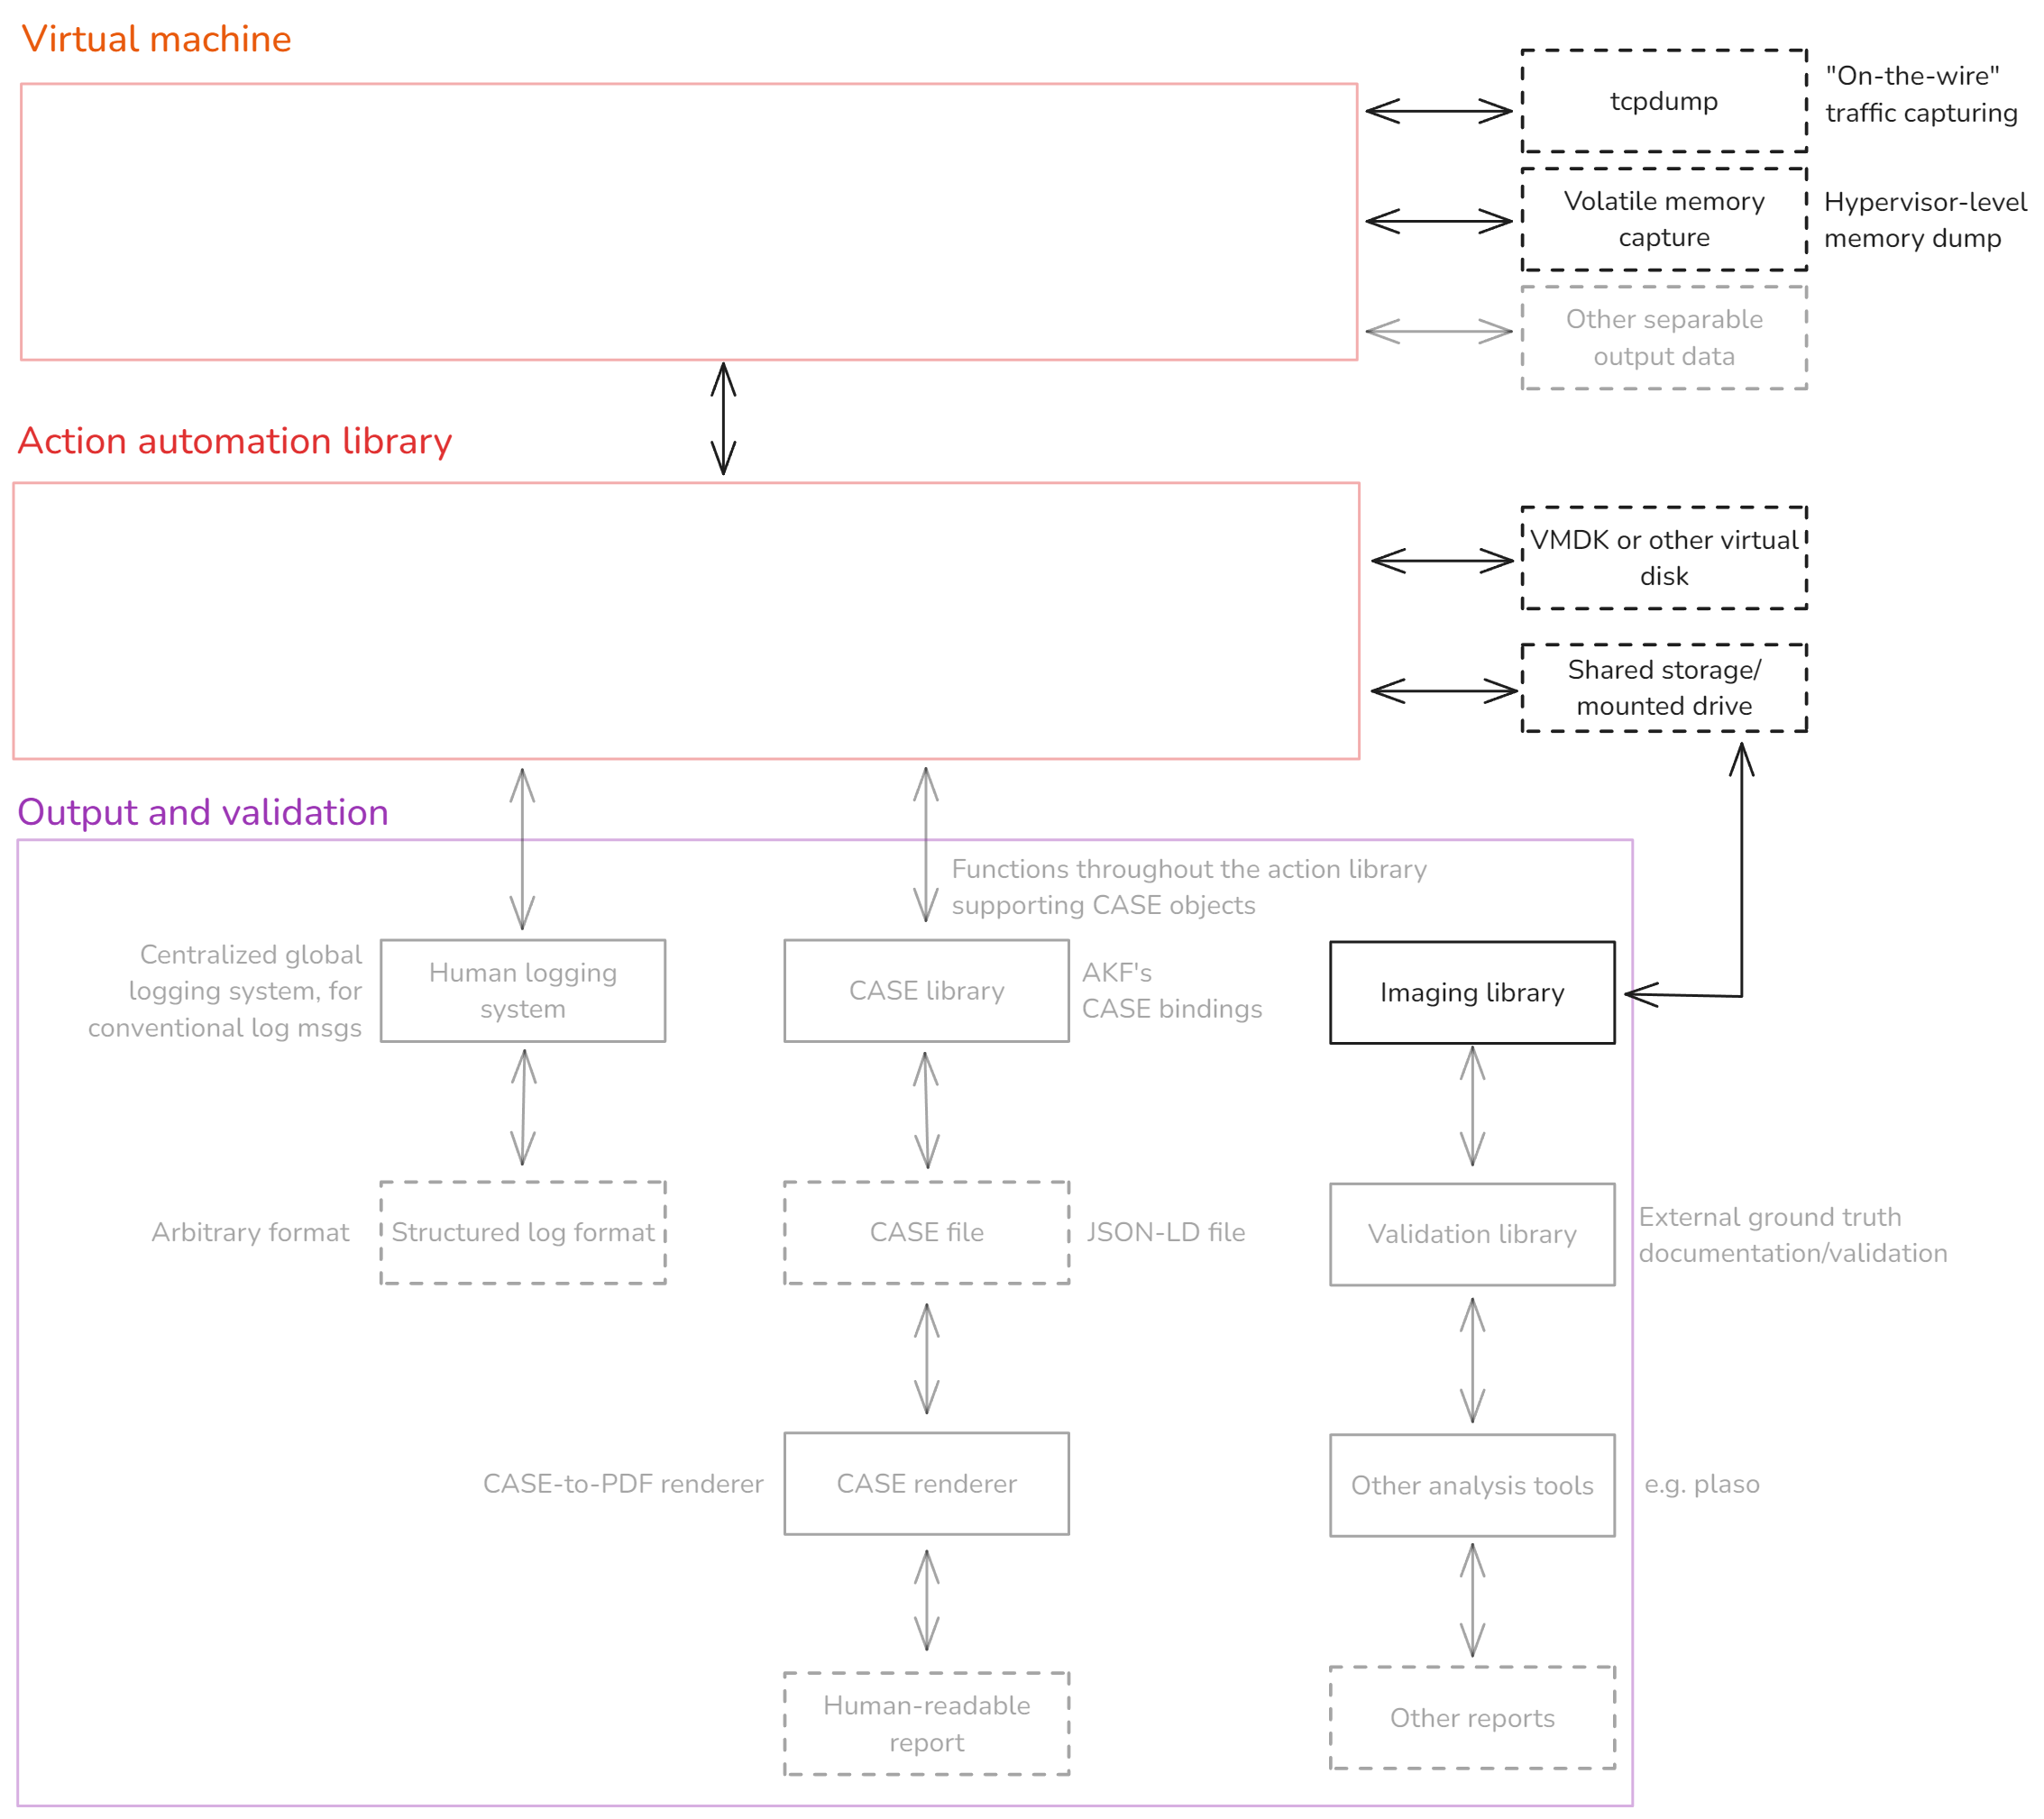 Virtual machine
tcpdump
"On-the-wire"
traffic capturing
Volatile memory
capture
Hypervisor-level
memory dump
Other separable
output data
Action automation library
VMDK or other virtual
disk
Shared storage/
mounted drive
Output and validation
Functions throughout the action library
supporting CASE objects
Centralized global
logging system, for
conventional log msgs
Human logging
system
CASE library
AKF's
CASE bindings
Imaging library
Arbitrary format
Structured log format
CASE file
JSON-LD file
Validation library
External ground truth
documentation/validation
CASE-to-PDF renderer
CASE renderer
Other analysis tools
e.g. plaso
Human-readable
report
Other reports